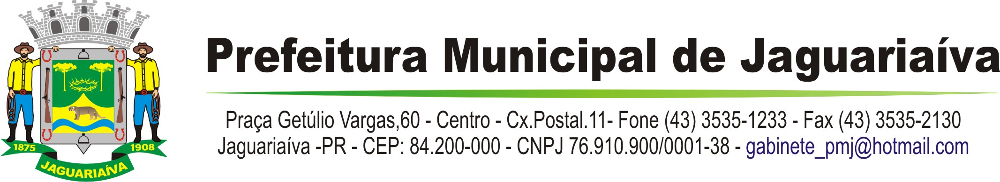 Prefeitura Municipal de Jaguariaíva
Praça Getúlio Vargas,60 - Centro - Cx.Postal.11- Fone (43) 3535-1233 - Fax (43) 3535-2130
Jaguariaíva -PR - CEP: 84.200-000 - CNPJ 76.910.900/0001-38 - gabinete_pmj@hotmail.com
1875
1908
JAGUARIAÍVA